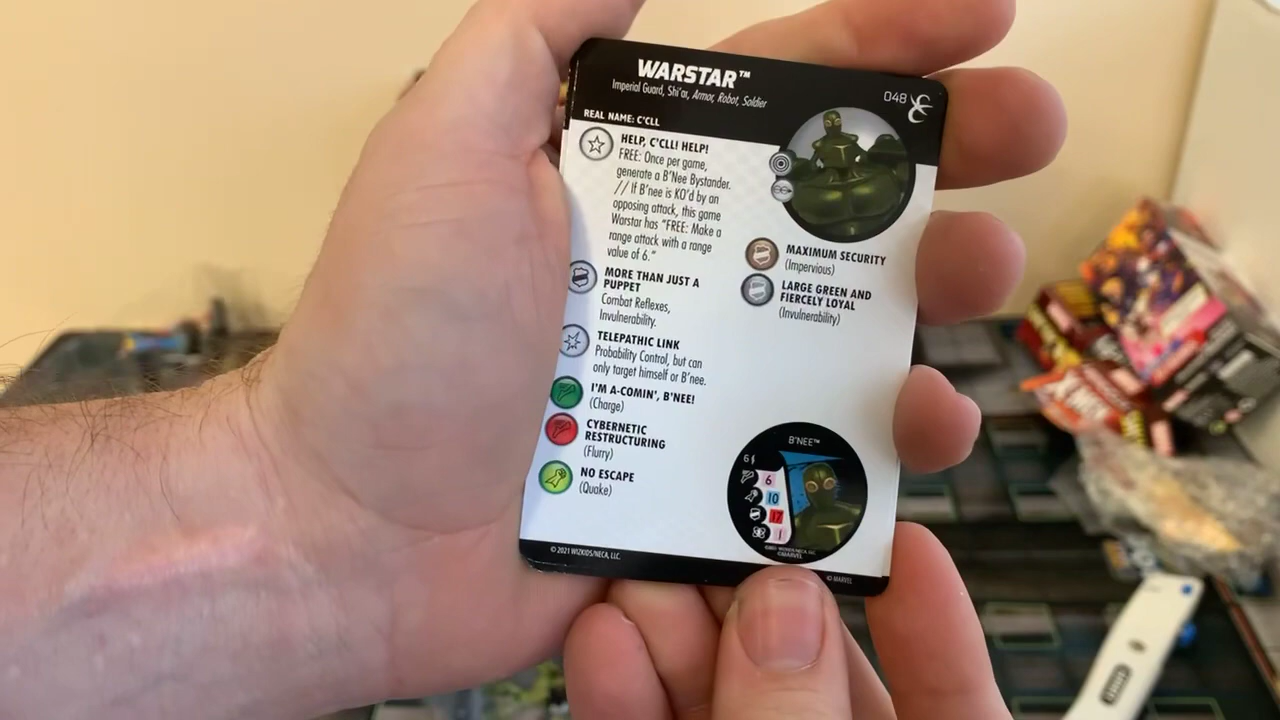 WARSTAR™
Imperial Guard, Shi'ar, Armor, Robot, Soldier
048
REAL NAME: C'CLL
HELP, C'CLL! HELP!
FREE: Once per game,
generate a B'Nee Bystander.
// If B'nee is KO'd by an
opposing attack, this game
Warstar has "FREE: Make a
range attack with a range
value of 6."
MORE THAN JUST A
PUPPET
Combat Reflexes,
Invulnerability.
TELEPATHIC LINK
Probability Control, but can
only target himself or B'nee.
I'M A-COMIN', B'NEE!
(Charge)
CYBERNETIC
RESTRUCTURING
(Flurry)
NO ESCAPE
(Quake)
MAXIMUM SECURITY
(Impervious)
LARGE GREEN AND
FIERCELY LOYAL
(Invulnerability)
B'NEE™
6
6
10
17
1
©MARVEL
© 2021 WIZKIDS/NECA, LLC.
© MARVEL